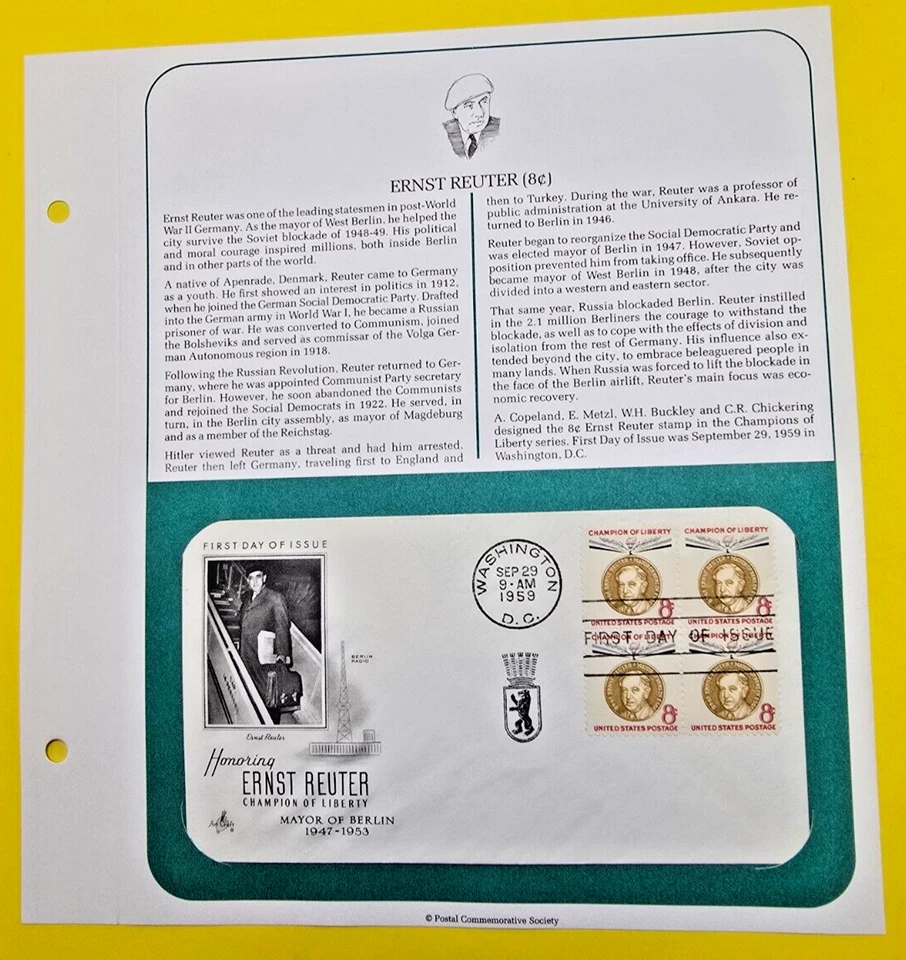 ERNST REUTER (8¢)
Ernst Reuter was one of the leading statesmen in post-World
War II Germany. As the mayor of West Berlin, he helped the
city survive the Soviet blockade of 1948-49. His political
and moral courage inspired millions, both inside Berlin
and in other parts of the world.
A native of Apenrade, Denmark, Reuter came to Germany
as a youth. He first showed an interest in politics in 1912,
when he joined the German Social Democratic Party. Drafted
into the German army in World War I, he became a Russian
prisoner of war. He was converted to Communism, joined
the Bolsheviks and served as commissar of the Volga Ger-
man Autonomous region in 1918.
Following the Russian Revolution, Reuter returned to Ger-
many, where he was appointed Communist Party secretary
for Berlin. However, he soon abandoned the Communists
and rejoined the Social Democrats in 1922. He served, in
turn, in the Berlin city assembly, as mayor of Magdeburg
and as a member of the Reichstag.
Hitler viewed Reuter as a threat and had him arrested.
Reuter then left Germany, traveling first to England and
then to Turkey. During the war, Reuter was a professor of
public administration at the University of Ankara. He re-
turned to Berlin in 1946.
Reuter began to reorganize the Social Democratic Party and
was elected mayor of Berlin in 1947. However, Soviet op-
position prevented him from taking office. He subsequently
became mayor of West Berlin in 1948, after the city was
divided into a western and eastern sector.
That same year, Russia blockaded Berlin. Reuter instilled
in the 2.1 million Berliners the courage to withstand the
blockade, as well as to cope with the effects of division and
isolation from the rest of Germany. His influence also ex-
tended beyond the city, to embrace beleaguered people in
many lands. When Russia was forced to lift the blockade in
the face of the Berlin airlift, Reuter's main focus was eco-
nomic recovery.
A. Copeland, E. Metzl, W.H. Buckley and C.R. Chickering
designed the 8¢ Ernst Reuter stamp in the Champions of
Liberty series. First Day of Issue was September 29, 1959 in
Washington, D.C.
FIRST DAY OF ISSUE
BERLIN
RADIO
Ernst Reuter
Honoring
ERNST REUTER
CHAMPION OF LIBERTY
MAYOR OF BERLIN
1947-1953
Art Craft
WASHINGTON
SEP 29
9-AM
1959
D.C.
CHAMPION OF LIBERTY
CHAMPION OF LIBERTY
8¢
8¢
UNITED STATES POSTAGE
UNITED STATES POSTAGE
FIRST DAY OF ISSUE
CHAMPION OF LIBERTY
CHAMPION OF LIBERTY
8¢
8¢
UNITED STATES POSTAGE
UNITED STATES POSTAGE
© Postal Commemorative Society